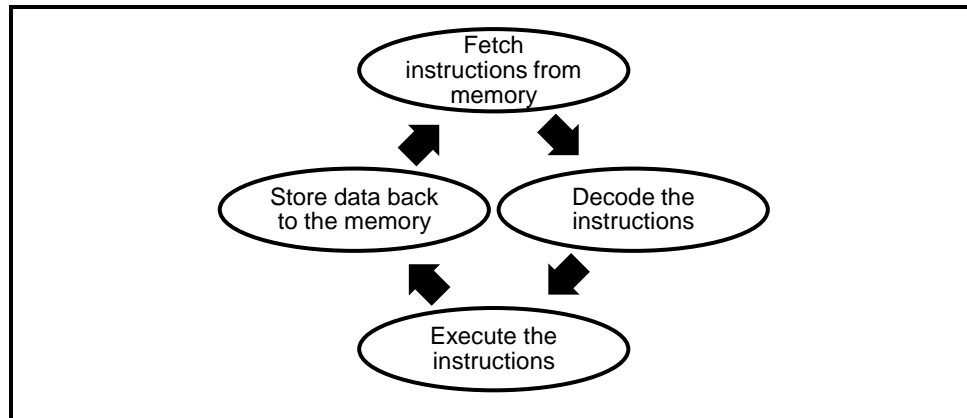 Fetch
instructions from
memory
Store data back
to the memory
Decode the
instructions
Execute the
instructions